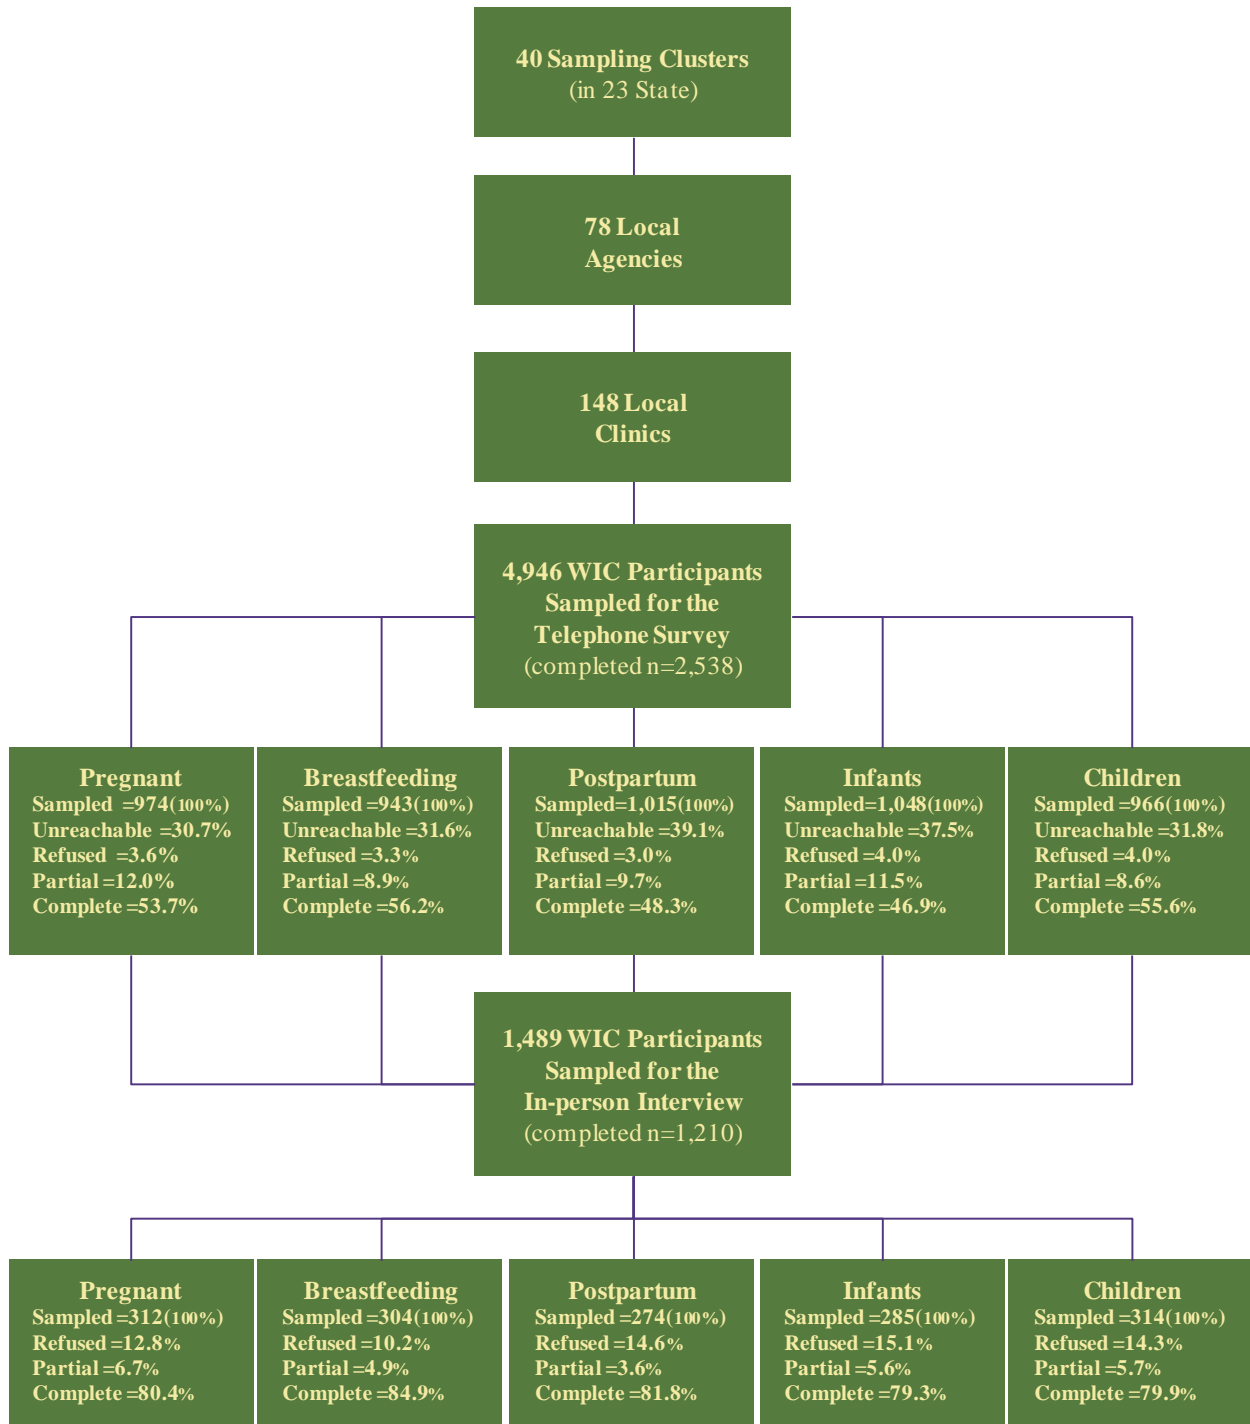 40 Sampling Clusters
(in 23 State)
78 Local
Agencies
148 Local
Clinics
4,946 WIC Participants
Sampled for the
Telephone Survey
(completed n=2,538)
Pregnant
Sampled =974(100%)
Unreachable =30.7%
Refused =3.6%
Partial =12.0%
Complete =53.7%
Breastfeeding
Sampled =943(100%)
Unreachable =31.6%
Refused =3.3%
Partial =8.9%
Complete =56.2%
Postpartum
Sampled=1,015(100%)
Unreachable =39.1%
Refused =3.0%
Partial =9.7%
Complete =48.3%
Infants
Sampled=1,048(100%)
Unreachable =37.5%
Refused =4.0%
Partial =11.5%
Complete =46.9%
Children
Sampled =966(100%)
Unreachable =31.8%
Refused =4.0%
Partial =8.6%
Complete =55.6%
1,489 WIC Participants
Sampled for the
In-person Interview
(completed n=1,210)
Pregnant
Sampled =312(100%)
Refused =12.8%
Partial =6.7%
Complete =80.4%
Breastfeeding
Sampled =304(100%)
Refused =10.2%
Partial =4.9%
Complete =84.9%
Postpartum
Sampled =274(100%)
Refused =14.6%
Partial =3.6%
Complete =81.8%
Infants
Sampled =285(100%)
Refused =15.1%
Partial =5.6%
Complete =79.3%
Children
Sampled =314(100%)
Refused =14.3%
Partial =5.7%
Complete =79.9%